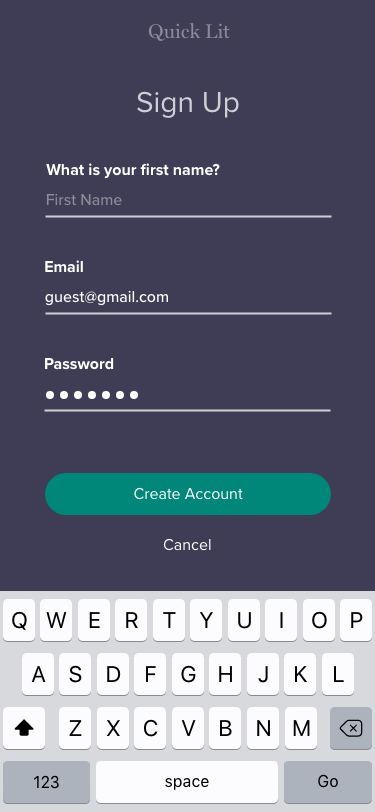 Quick Lit
Sign Up
What is your first name?
First Name
Email
guest@gmail.com
Password
Create Account
Cancel
Q W E R T Y U I O P
A S D F G H J K L
Z X C V B N M
123 space Go